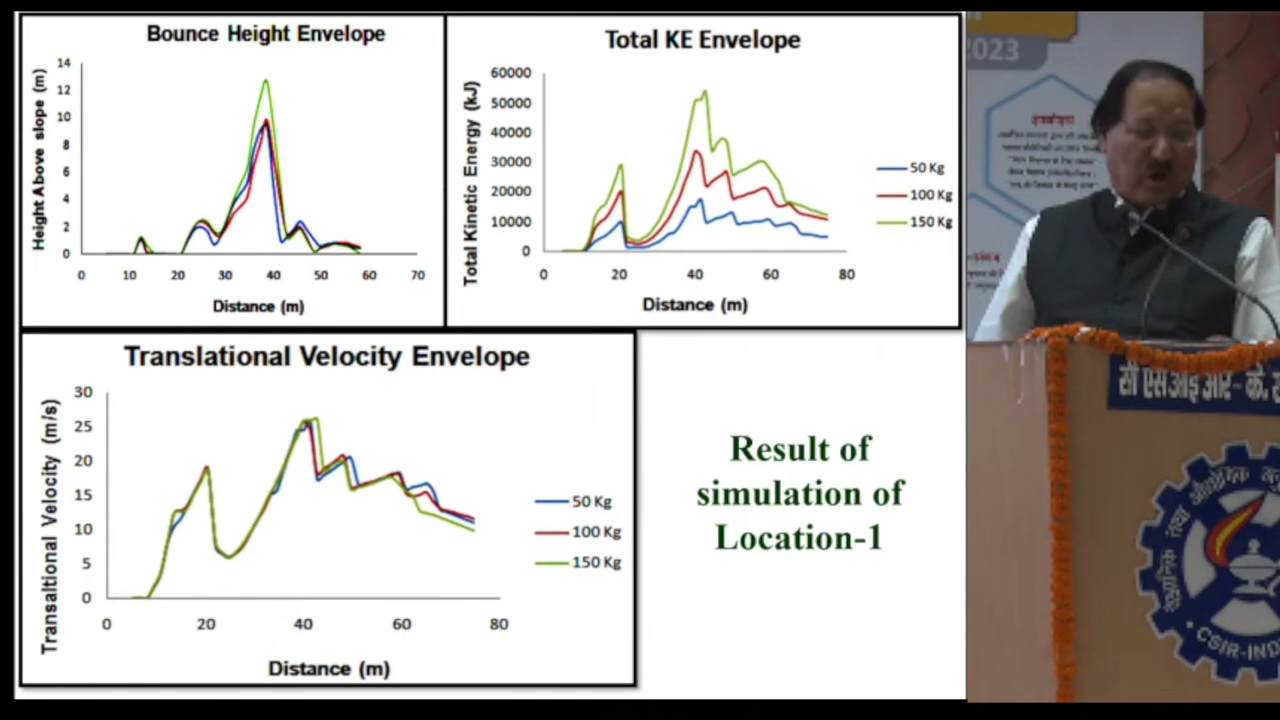 Bounce Height Envelope
Height Above slope (m)
14
12
10
8
6
4
2
0
0 10 20 30 40 50 60 70
Distance (m)
Total KE Envelope
Total Kinetic Energy (kJ)
60000
50000
40000
30000
20000
10000
0
0 20 40 60 80
Distance (m)
50 Kg
100 Kg
150 Kg
Translational Velocity Envelope
Transaltional Velocity (m/s)
30
25
20
15
10
5
0
0 20 40 60 80
Distance (m)
50 Kg
100 Kg
150 Kg
Result of
simulation of
Location-1
2023
सी एस आई आर - के.
CSIR-IND